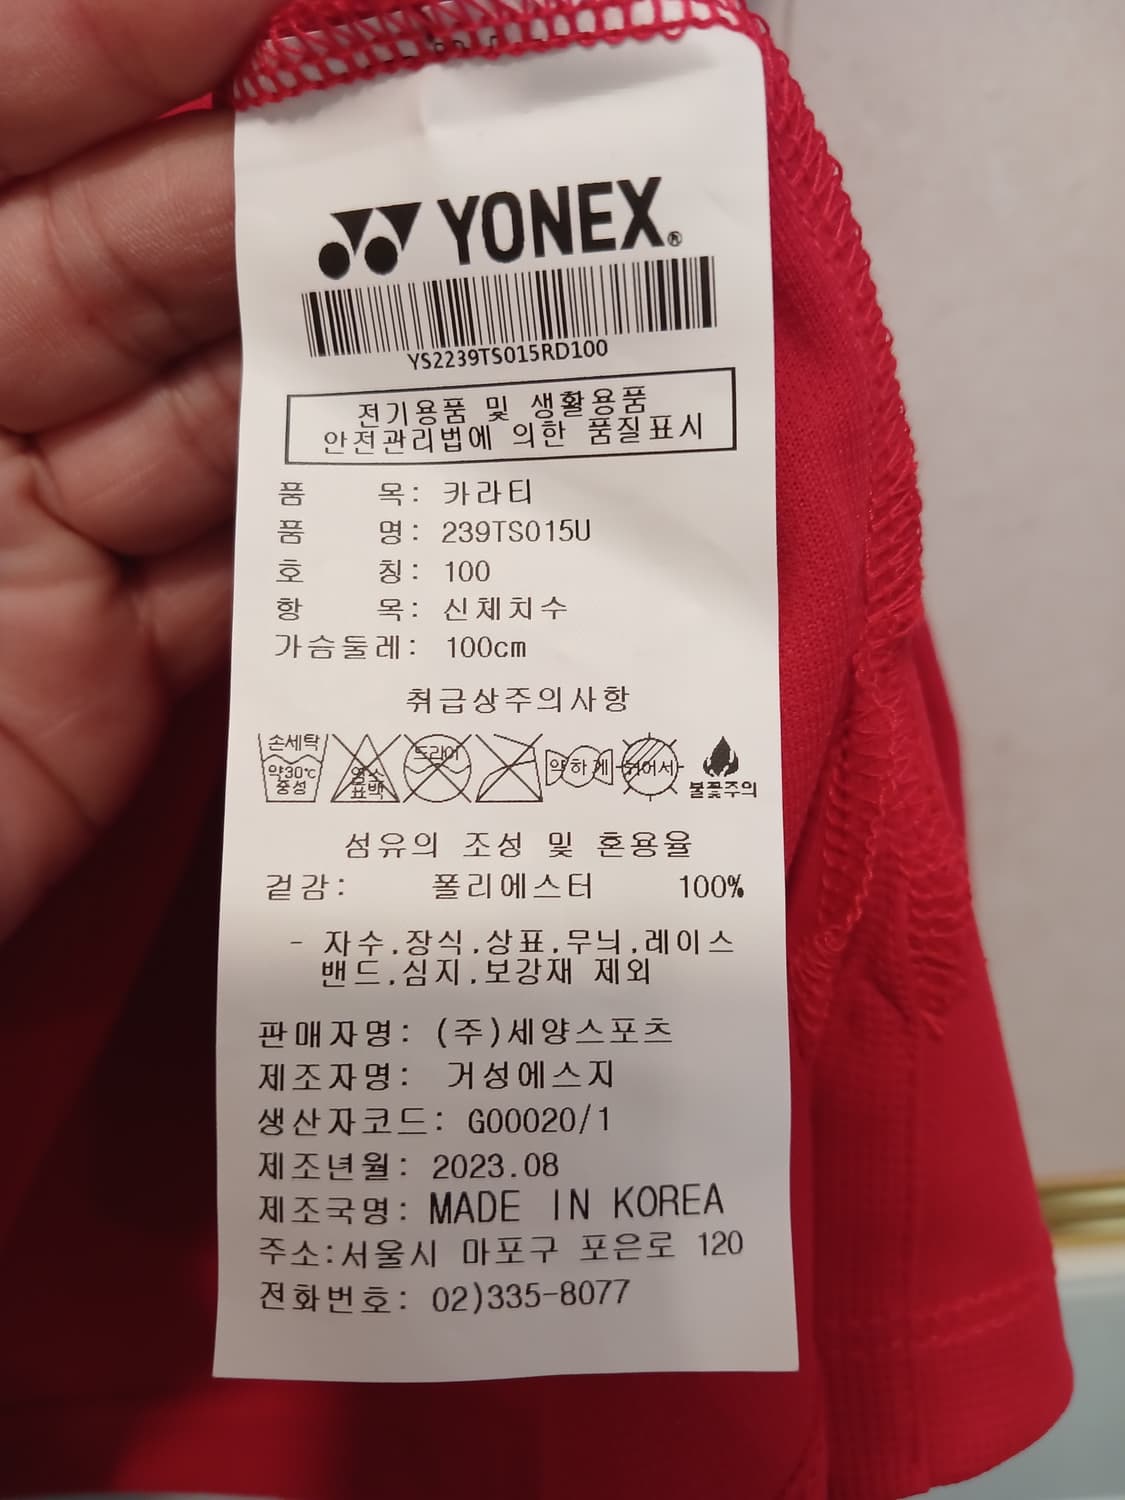 YONEX®
YS2239TS015RD100
전기용품 및 생활용품
안전관리법에 의한 품질표시
품 목: 카라티
품 명: 239TS015U
호 칭: 100
항 목: 신체치수
가슴둘레: 100cm
취급상주의사항
손세탁 약30℃ 중성
염소 표백
드라이
약하게
뉘어서
불꽃주의
섬유의 조성 및 혼용율
겉감: 폴리에스터 100%
- 자수,장식,상표,무늬,레이스
밴드,심지,보강재 제외
판매자명: (주)세양스포츠
제조자명: 거성에스지
생산자코드: G00020/1
제조년월: 2023.08
제조국명: MADE IN KOREA
주소:서울시 마포구 포은로 120
전화번호: 02)335-8077